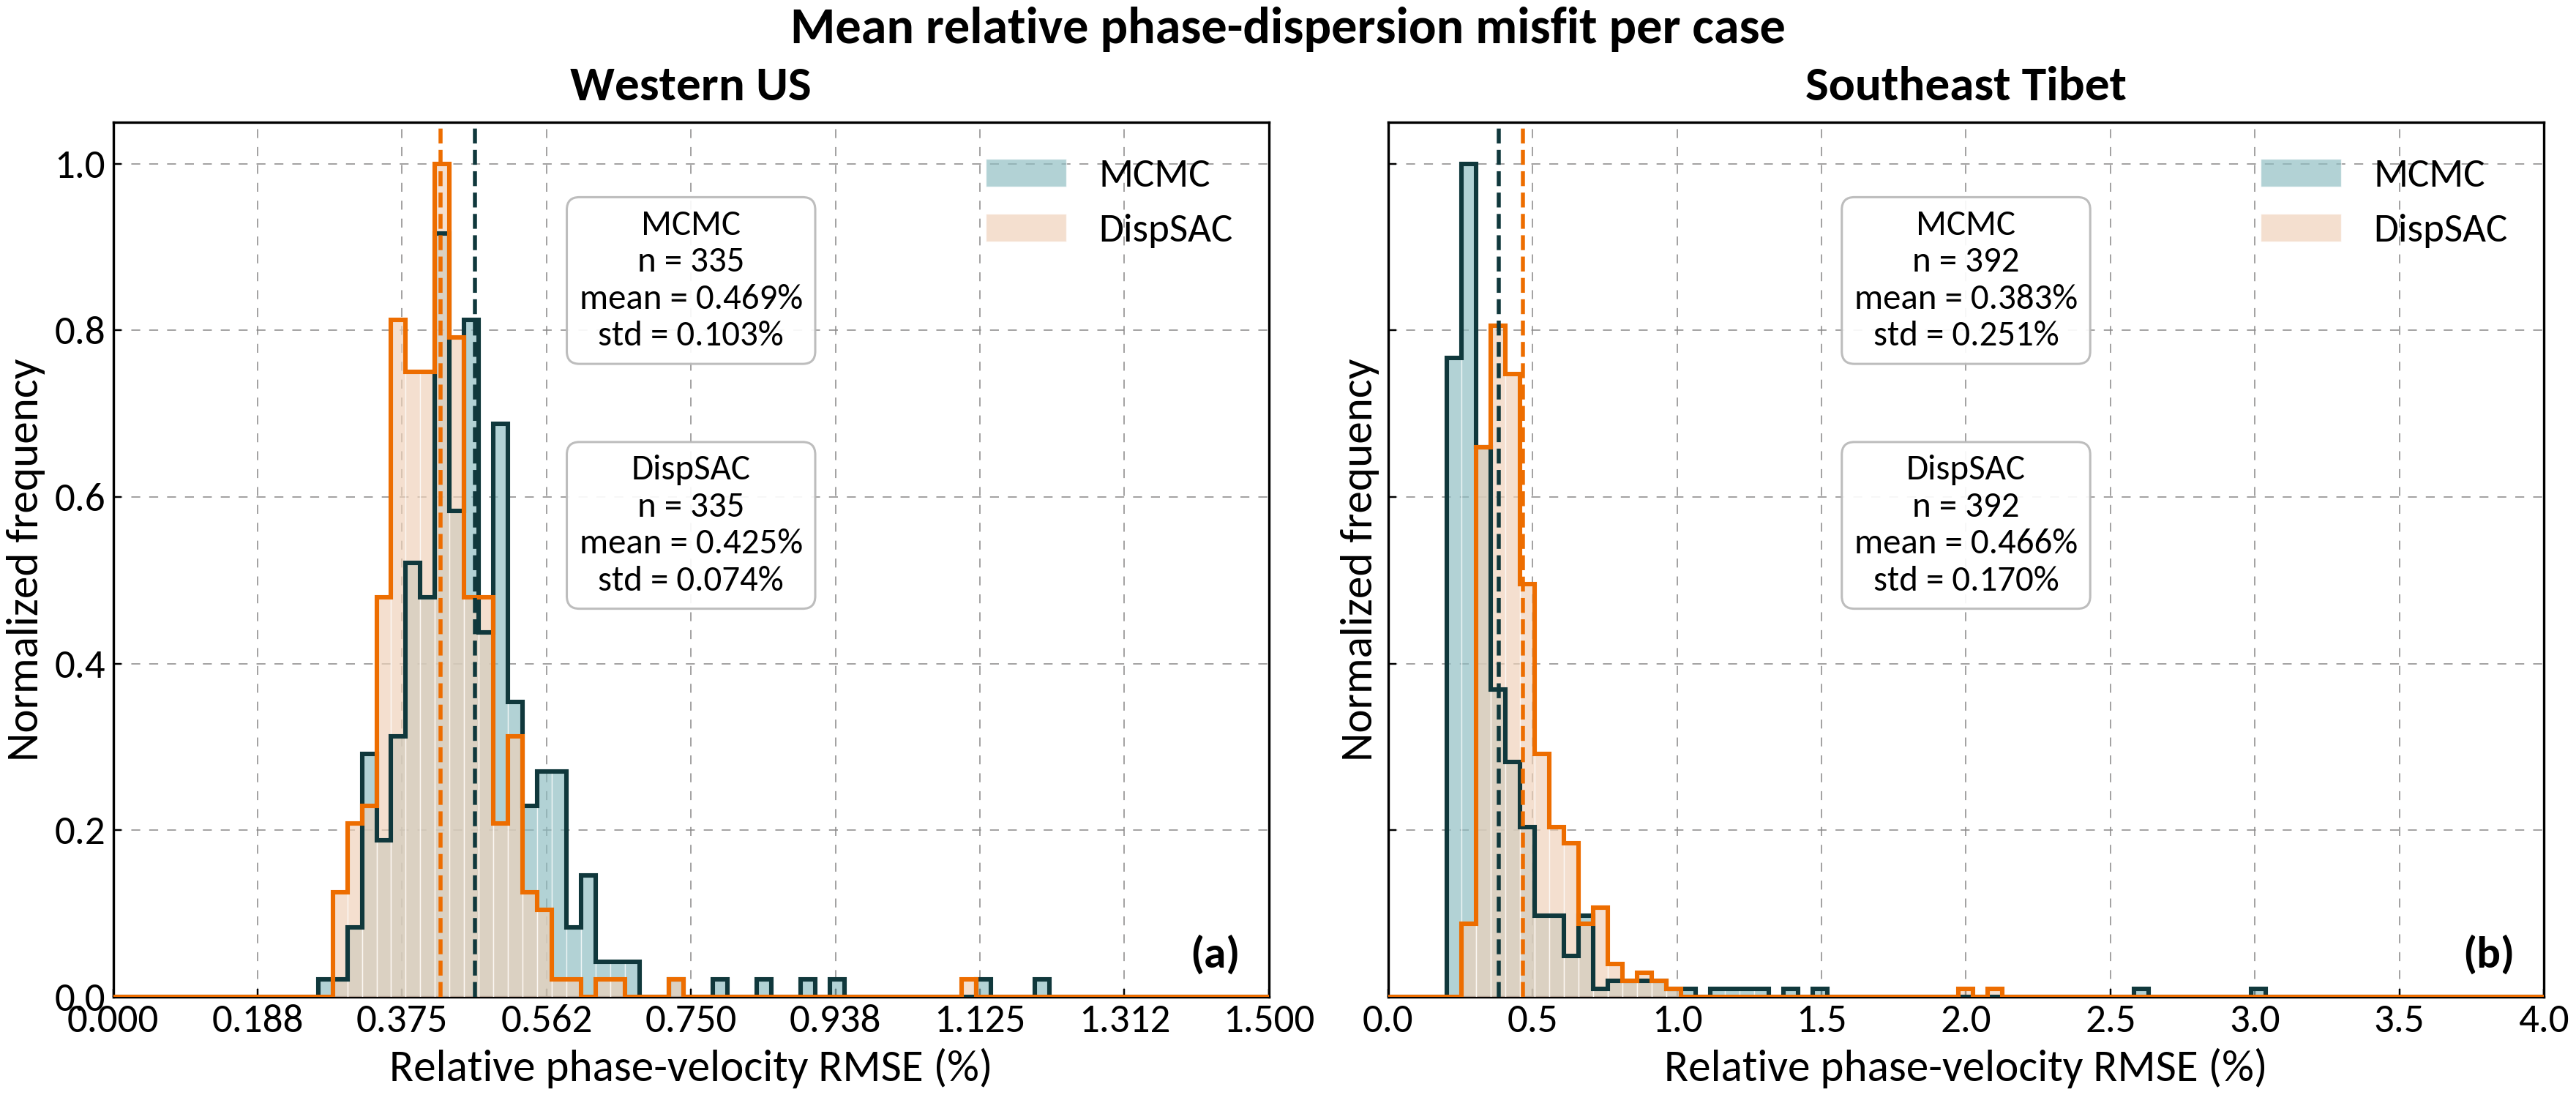 Mean relative phase-dispersion misfit per case
Western US
Normalized frequency
1.0
0.8
0.6
0.4
0.2
0.0
MCMC
DispSAC
MCMC
n = 335
mean = 0.469%
std = 0.103%
DispSAC
n = 335
mean = 0.425%
std = 0.074%
(a)
0.000 0.188 0.375 0.562 0.750 0.938 1.125 1.312 1.500
Relative phase-velocity RMSE (%)
Southeast Tibet
Normalized frequency
MCMC
DispSAC
MCMC
n = 392
mean = 0.383%
std = 0.251%
DispSAC
n = 392
mean = 0.466%
std = 0.170%
(b)
0.0 0.5 1.0 1.5 2.0 2.5 3.0 3.5 4.0
Relative phase-velocity RMSE (%)